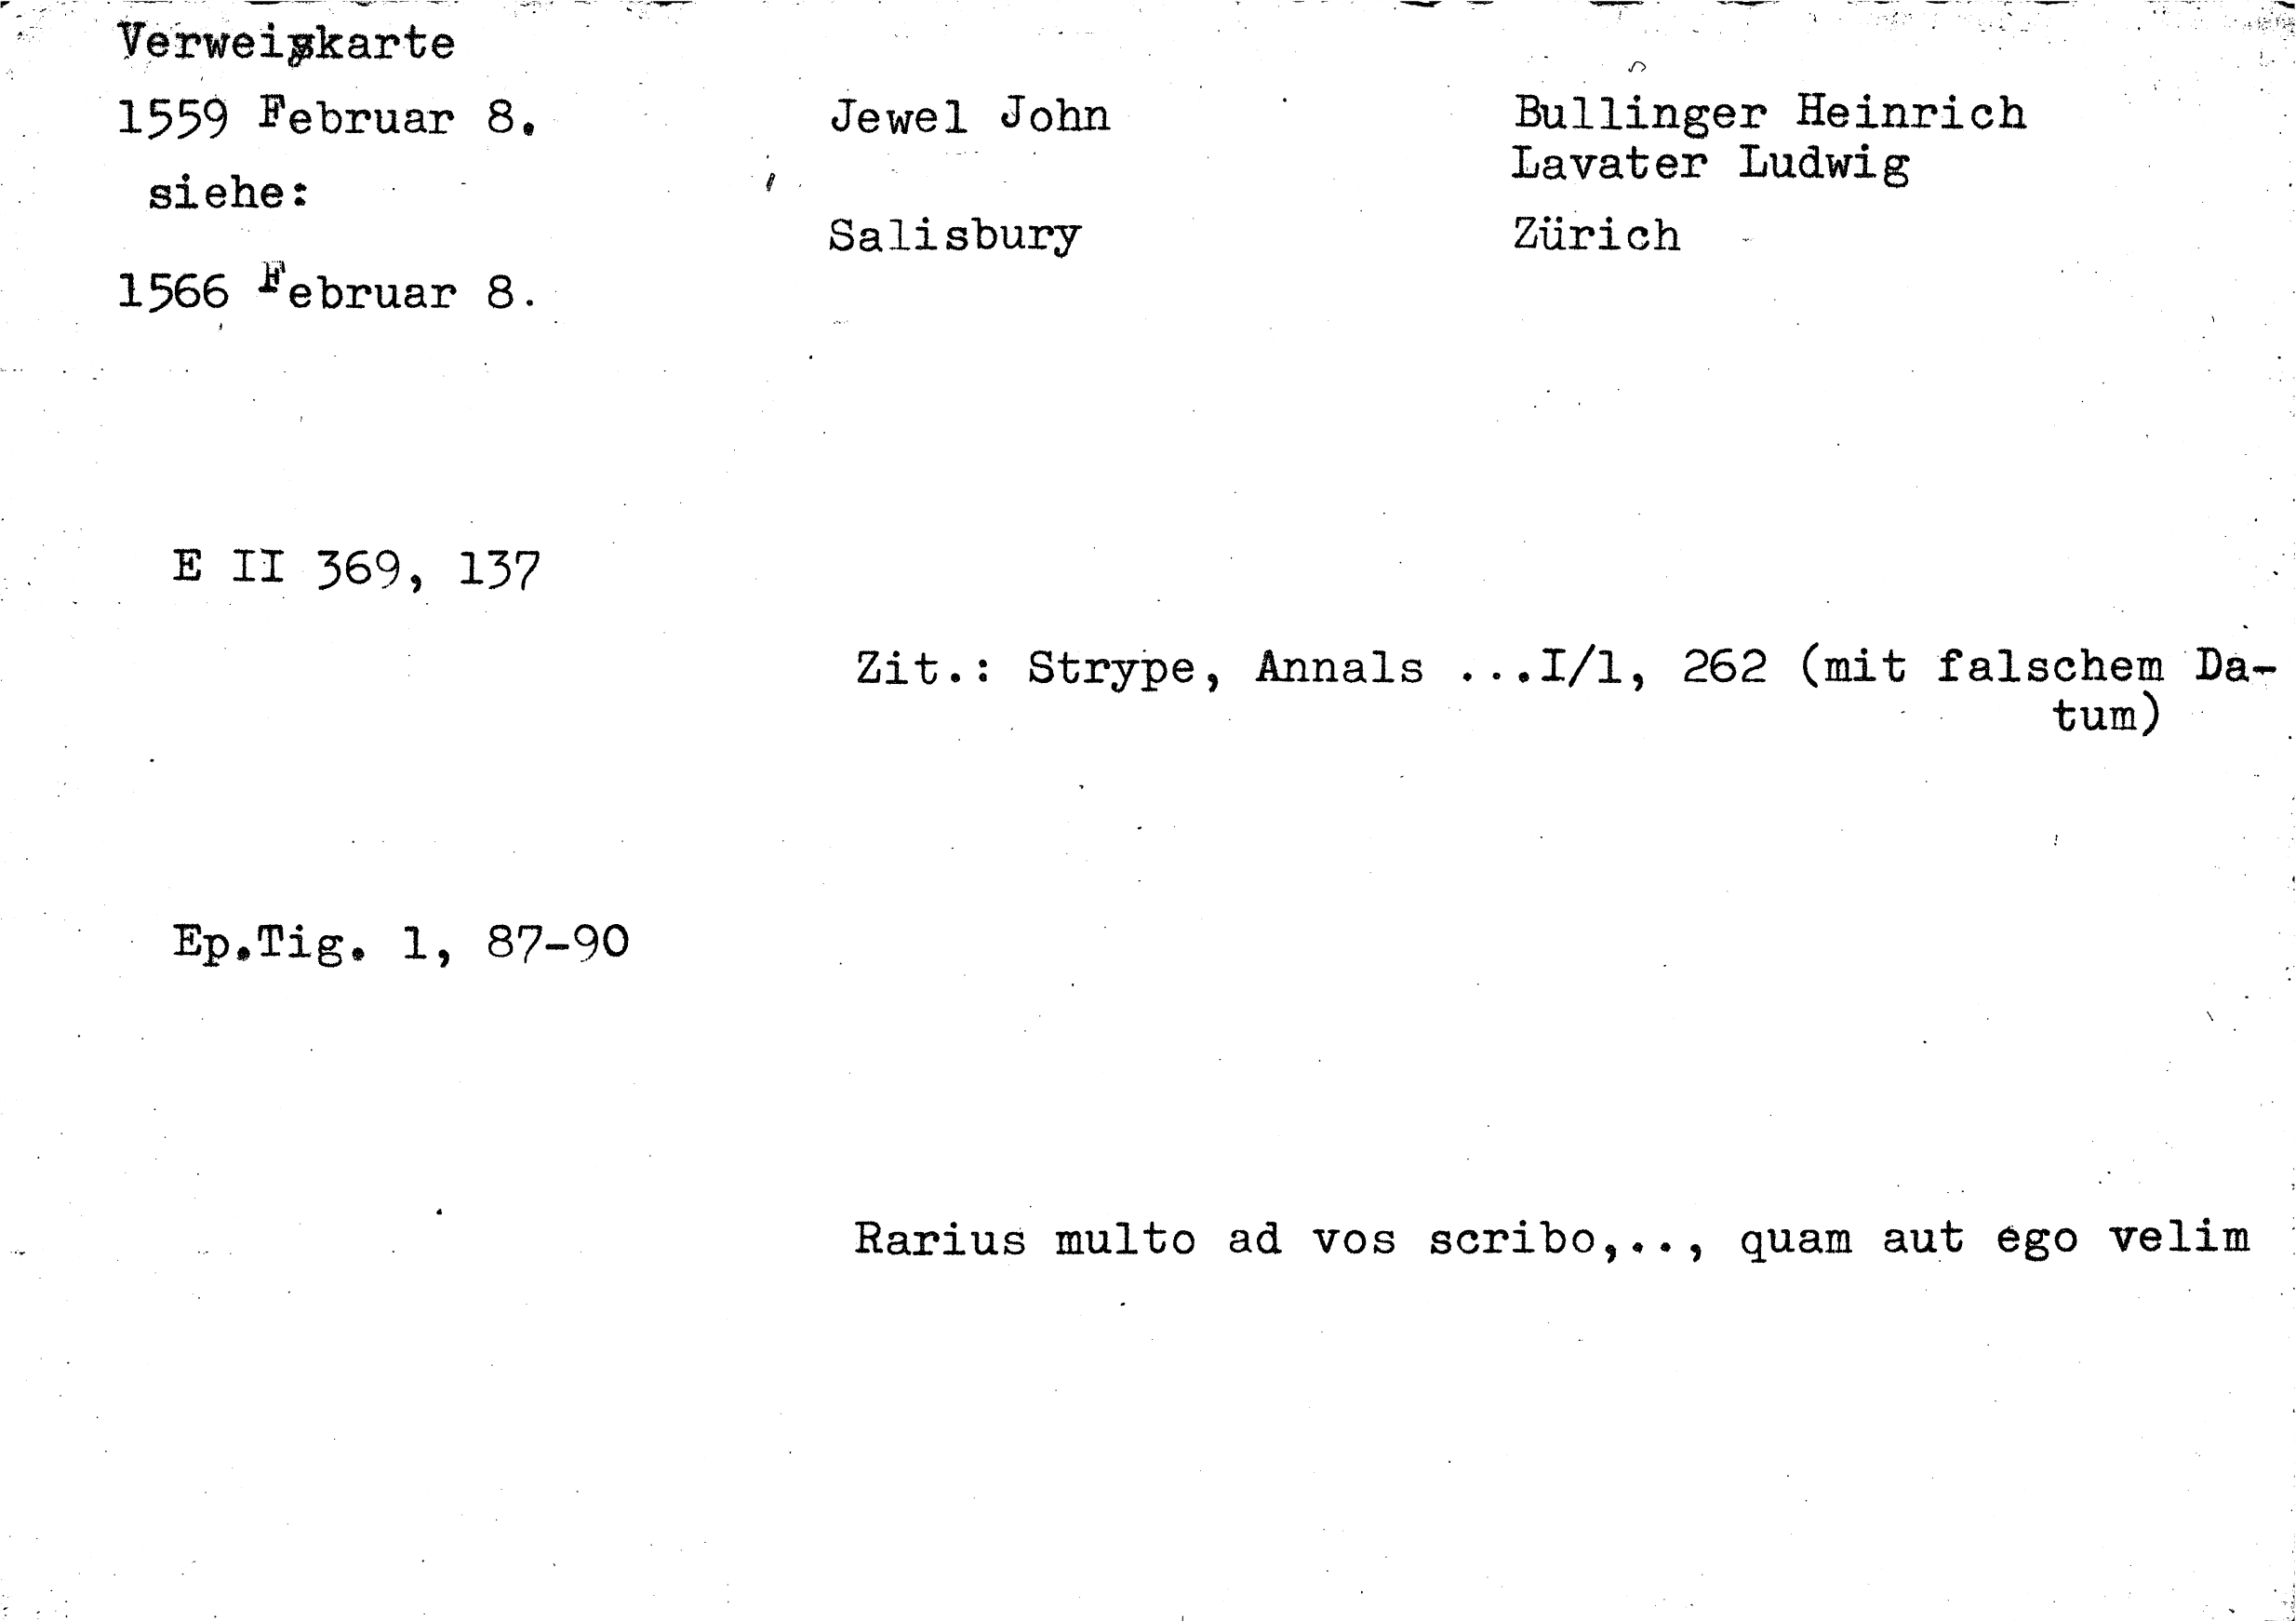 Verweiskarte
1559 Februar 8.
siehe:
1566 Februar 8.
Jewel John
Salisbury
Bullinger Heinrich
Lavater Ludwig
Zürich
E II 369, 137
Zit.: Strype, Annals ...I/1, 262 (mit falschem Da-
tum)
Ep.Tig. 1, 87-90
Rarius multo ad vos scribo,.., quam aut ego velim